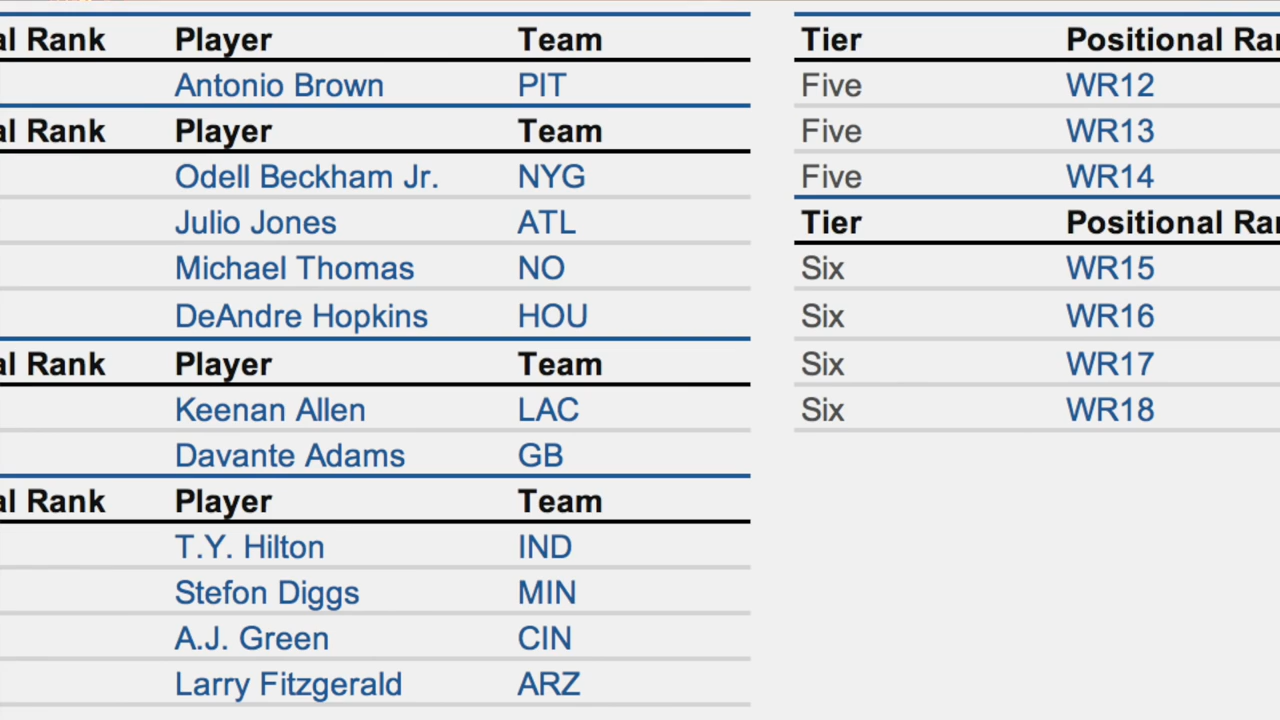 al Rank Player Team
Antonio Brown PIT
al Rank Player Team
Odell Beckham Jr. NYG
Julio Jones ATL
Michael Thomas NO
DeAndre Hopkins HOU
al Rank Player Team
Keenan Allen LAC
Davante Adams GB
al Rank Player Team
T.Y. Hilton IND
Stefon Diggs MIN
A.J. Green CIN
Larry Fitzgerald ARZ
Tier Positional Ran
Five WR12
Five WR13
Five WR14
Tier Positional Ran
Six WR15
Six WR16
Six WR17
Six WR18